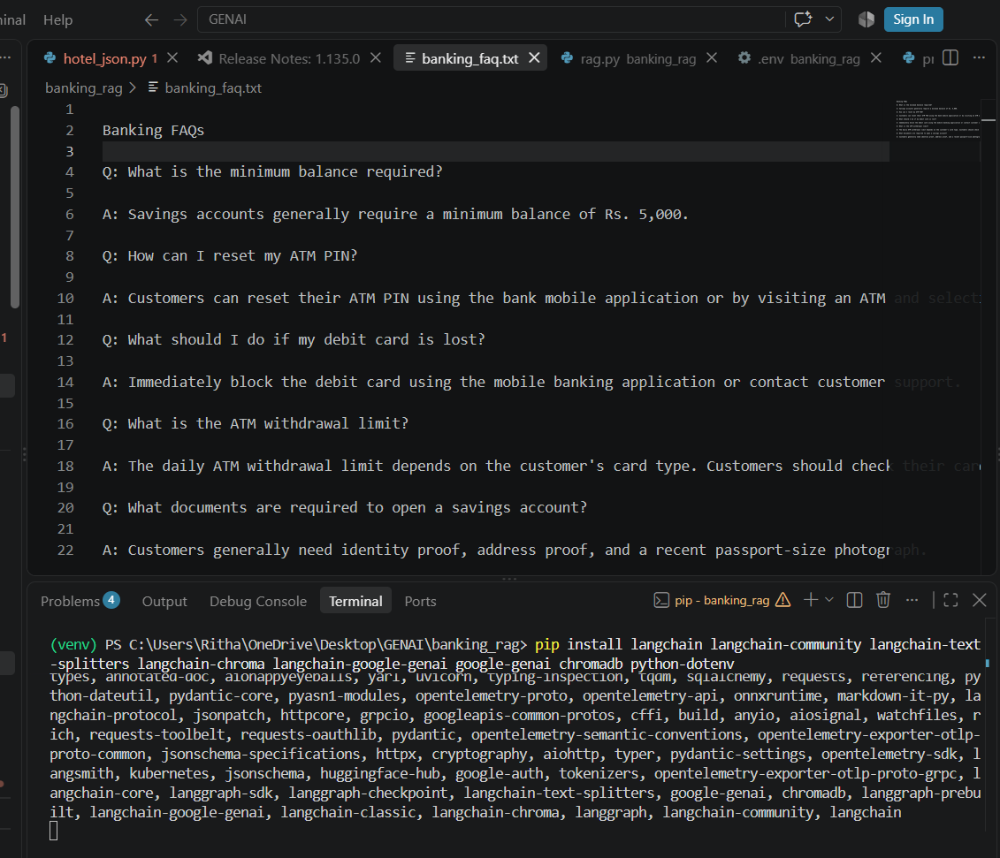 inal Help GENAI Sign In
hotel_json.py 1 Release Notes: 1.135.0 banking_faq.txt rag.py banking_rag .env banking_rag
banking_rag > banking_faq.txt
1
2 Banking FAQs
3
4 Q: What is the minimum balance required?
5
6 A: Savings accounts generally require a minimum balance of Rs. 5,000.
7
8 Q: How can I reset my ATM PIN?
9
10 A: Customers can reset their ATM PIN using the bank mobile application or by visiting an ATM and selecti
11
12 Q: What should I do if my debit card is lost?
13
14 A: Immediately block the debit card using the mobile banking application or contact customer support.
15
16 Q: What is the ATM withdrawal limit?
17
18 A: The daily ATM withdrawal limit depends on the customer's card type. Customers should check their card
19
20 Q: What documents are required to open a savings account?
21
22 A: Customers generally need identity proof, address proof, and a recent passport-size photograph.
1
Problems 4 Output Debug Console Terminal Ports pip - banking_rag
(venv) PS C:\Users\Ritha\OneDrive\Desktop\GENAI\banking_rag> pip install langchain langchain-community langchain-text
-splitters langchain-chroma langchain-google-genai google-genai chromadb python-dotenv
types, annotated-doc, aiohappyeyeballs, yarl, uvicorn, typing-inspection, tqdm, sqlalchemy, requests, referencing, py
thon-dateutil, pydantic-core, pyasn1-modules, opentelemetry-proto, opentelemetry-api, onnxruntime, markdown-it-py, la
ngchain-protocol, jsonpatch, httpcore, grpcio, googleapis-common-protos, cffi, build, anyio, aiosignal, watchfiles, r
ich, requests-toolbelt, requests-oauthlib, pydantic, opentelemetry-semantic-conventions, opentelemetry-exporter-otlp-
proto-common, jsonschema-specifications, httpx, cryptography, aiohttp, typer, pydantic-settings, opentelemetry-sdk, l
angsmith, kubernetes, jsonschema, huggingface-hub, google-auth, tokenizers, opentelemetry-exporter-otlp-proto-grpc, l
angchain-core, langgraph-sdk, langgraph-checkpoint, langchain-text-splitters, google-genai, chromadb, langgraph-prebu
ilt, langchain-google-genai, langchain-classic, langchain-chroma, langgraph, langchain-community, langchain